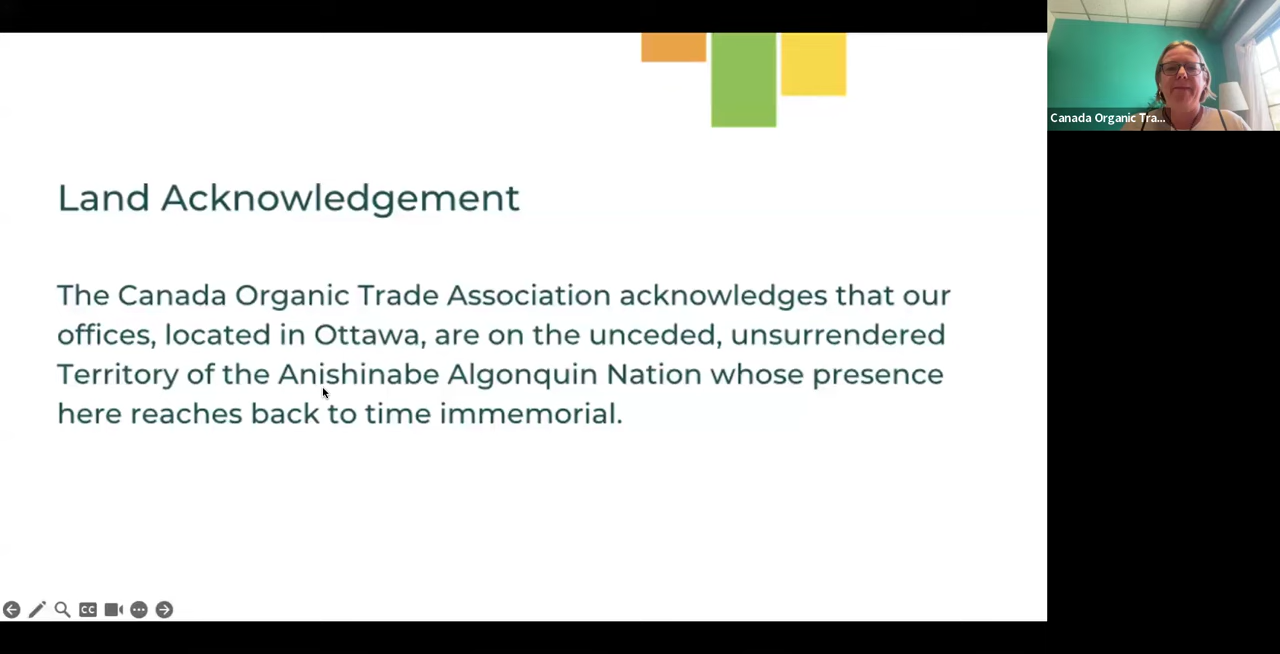 Land Acknowledgement
The Canada Organic Trade Association acknowledges that our
offices, located in Ottawa, are on the unceded, unsurrendered
Territory of the Anishinabe Algonquin Nation whose presence
here reaches back to time immemorial.
Canada Organic Tra...
CC